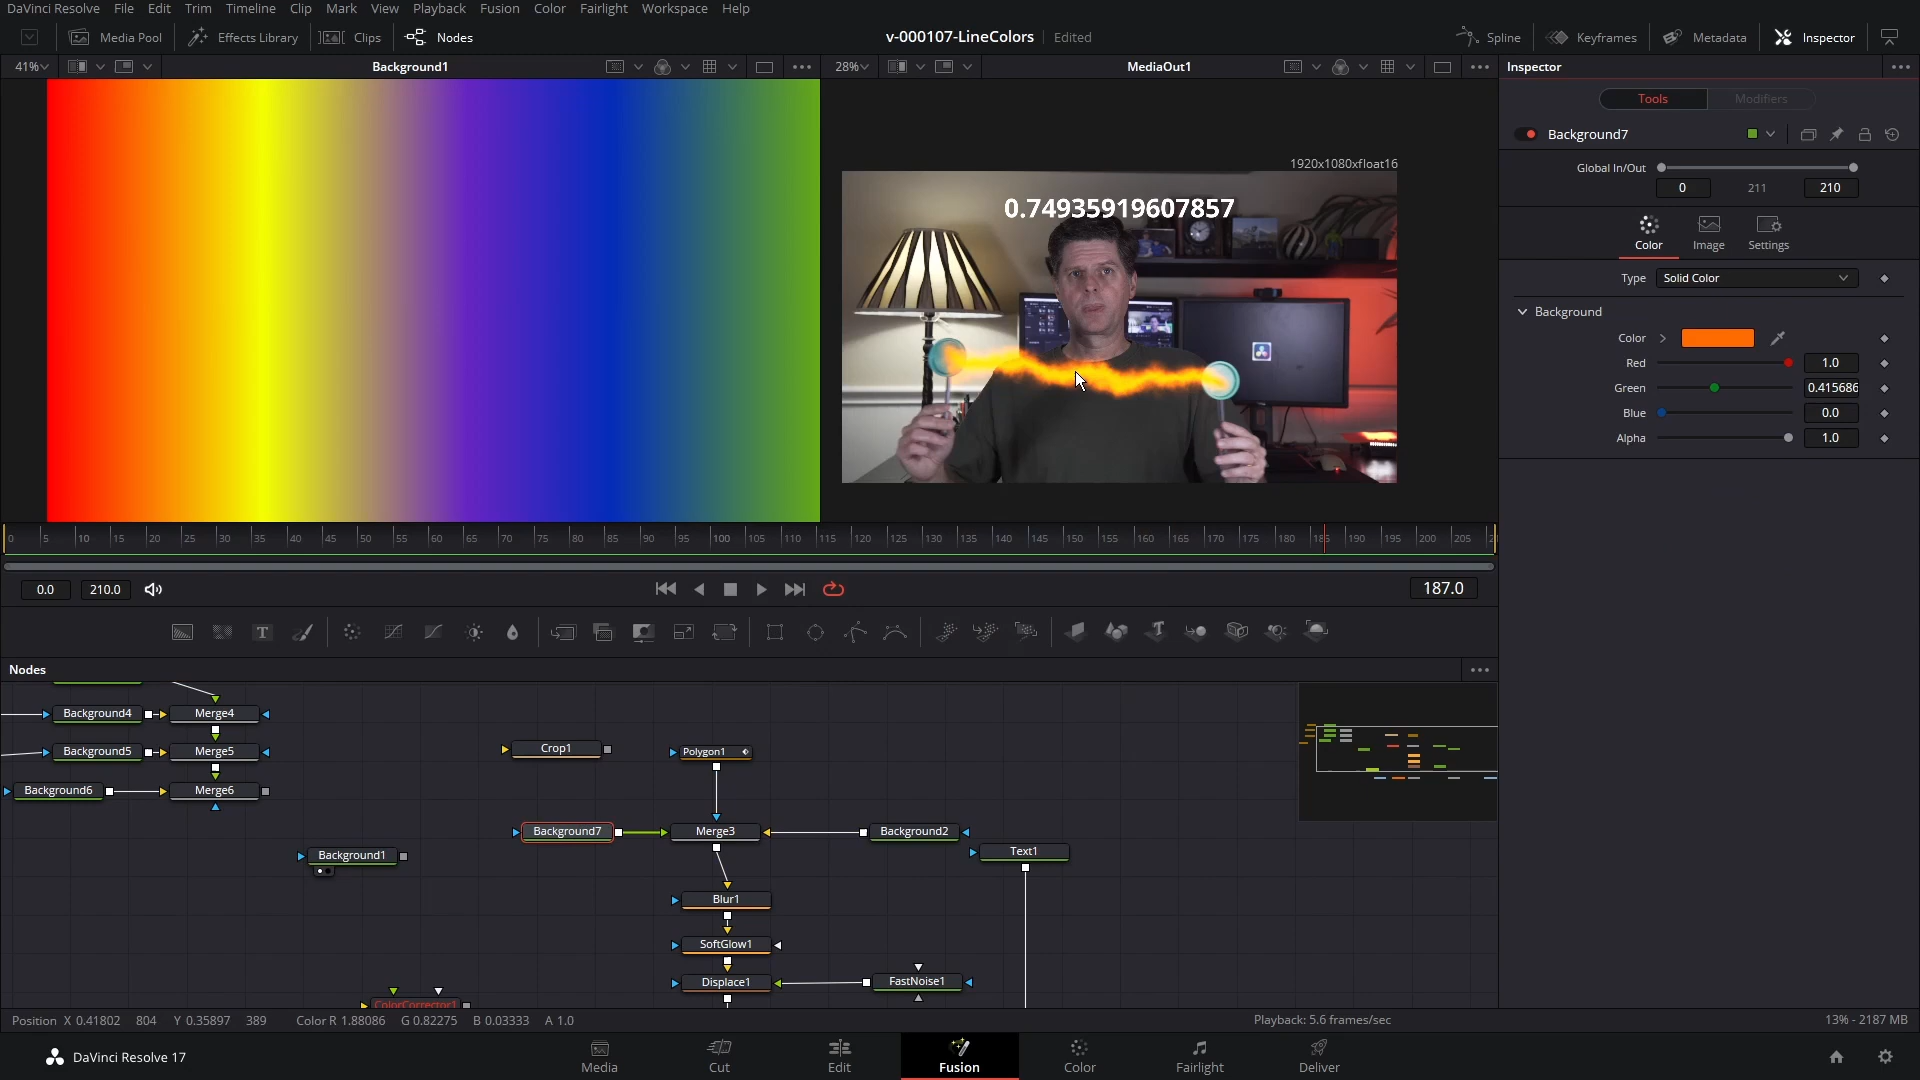 DaVinci Resolve File Edit Trim Timeline Clip Mark View Playback Fusion Color Fairlight Workspace Help
Media Pool Effects Library Clips Nodes v-000107-LineColors Edited Spline Keyframes Metadata Inspector
41% Background1 28% MediaOut1 Inspector
Tools Modifiers
Background7
1920x1080xfloat16
Global In/Out
0 211 210
0.74935919607857
Color Image Settings
Type Solid Color
Background
Color
Red 1.0
Green 0.415686
Blue 0.0
Alpha 1.0
0 5 10 15 20 25 30 35 40 45 50 55 60 65 70 75 80 85 90 95 100 105 110 115 120 125 130 135 140 145 150 155 160 165 170 175 180 185 190 195 200 205
0.0 210.0 187.0
T
Nodes
Background4 Merge4
Background5 Merge5 Crop1 Polygon1
Background6 Merge6
Background7 Merge3 Background2
Background1 Text1
Blur1
SoftGlow1
Displace1 FastNoise1
ColorCorrector1
Position X 0.41802 804 Y 0.35897 389 Color R 1.88086 G 0.82275 B 0.03333 A 1.0 Playback: 5.6 frames/sec 13% - 2187 MB
DaVinci Resolve 17 Media Cut Edit Fusion Color Fairlight Deliver